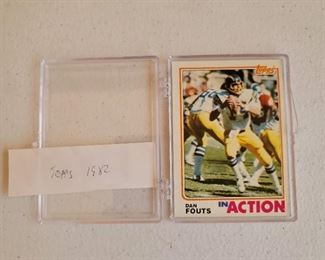 Topps 1982
Topps
DAN
FOUTS
IN ACTION